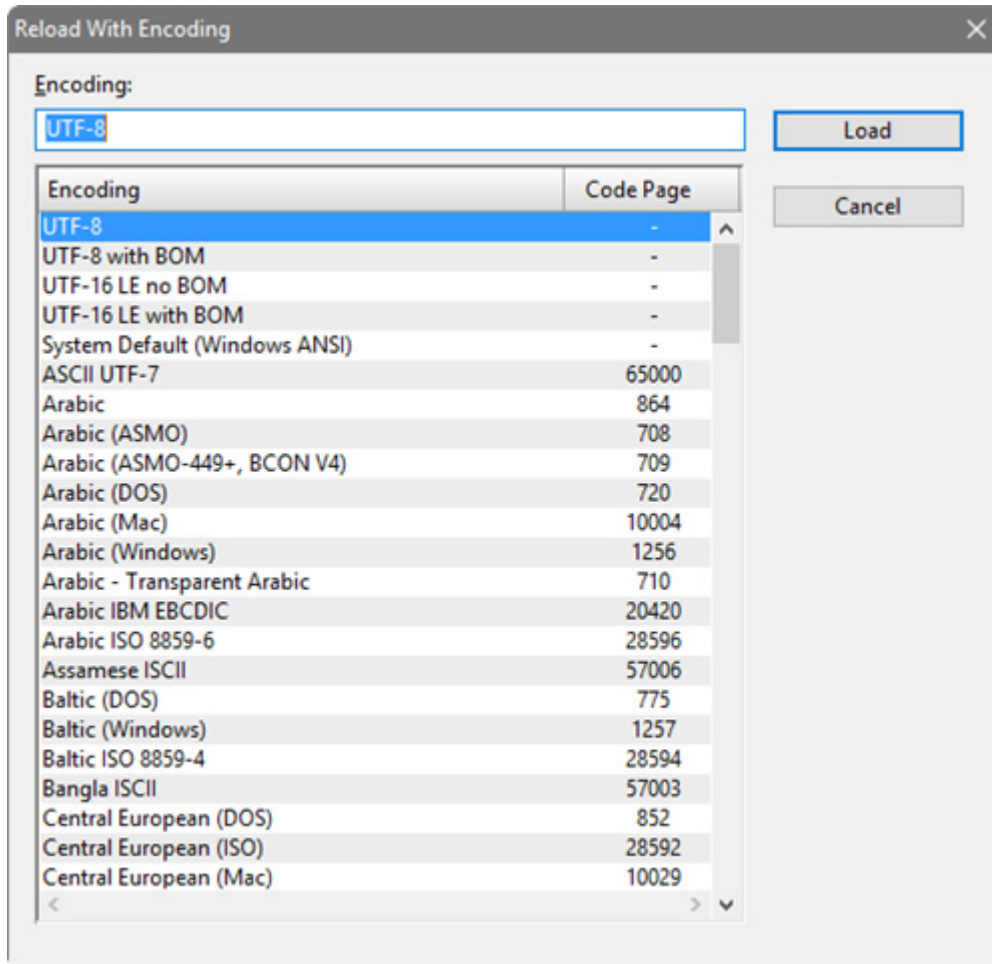 Reload With Encoding
Encoding:
UTF-8
Load
Cancel
Encoding Code Page
UTF-8 -
UTF-8 with BOM -
UTF-16 LE no BOM -
UTF-16 LE with BOM -
System Default (Windows ANSI) -
ASCII UTF-7 65000
Arabic 864
Arabic (ASMO) 708
Arabic (ASMO-449+, BCON V4) 709
Arabic (DOS) 720
Arabic (Mac) 10004
Arabic (Windows) 1256
Arabic - Transparent Arabic 710
Arabic IBM EBCDIC 20420
Arabic ISO 8859-6 28596
Assamese ISCII 57006
Baltic (DOS) 775
Baltic (Windows) 1257
Baltic ISO 8859-4 28594
Bangla ISCII 57003
Central European (DOS) 852
Central European (ISO) 28592
Central European (Mac) 10029